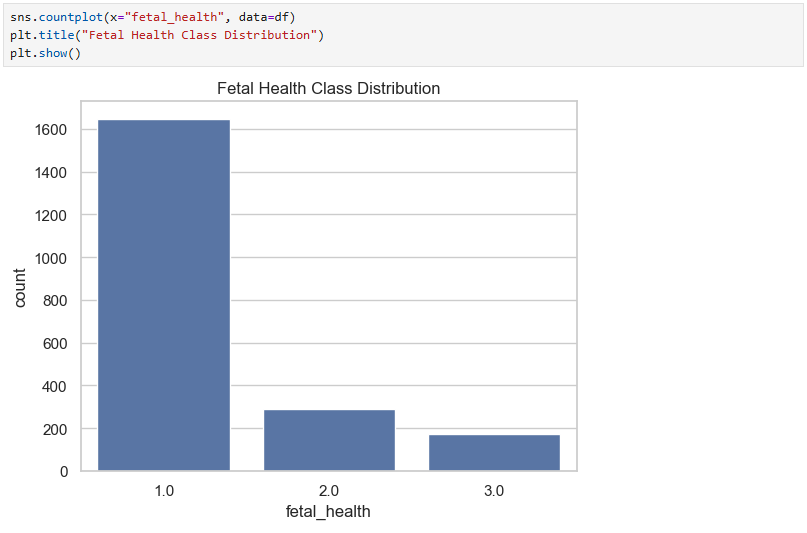 sns.countplot(x="fetal_health", data=df)
plt.title("Fetal Health Class Distribution")
plt.show()
Fetal Health Class Distribution
1600
1400
1200
1000
800
600
400
200
0
count
1.0 2.0 3.0
fetal_health